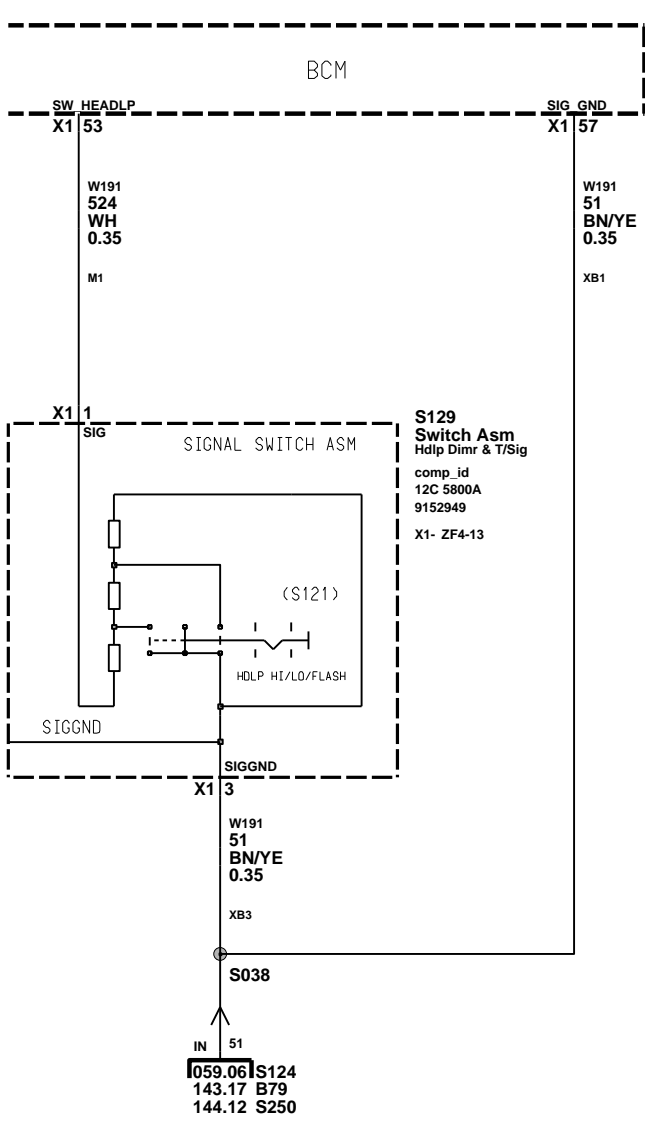 BCM
SW_HEADLP
SIG_GND
X1 53
X1 57
W191
524
WH
0.35
M1
W191
51
BN/YE
0.35
XB1
X1 1
SIG
SIGNAL SWITCH ASM
S129
Switch Asm
Hdlp Dimr & T/Sig
comp_id
12C 5800A
9152949
X1- ZF4-13
(S121)
HDLP HI/LO/FLASH
SIGGND
SIGGND
X1 3
W191
51
BN/YE
0.35
XB3
S038
IN 51
059.06 S124
143.17 B79
144.12 S250